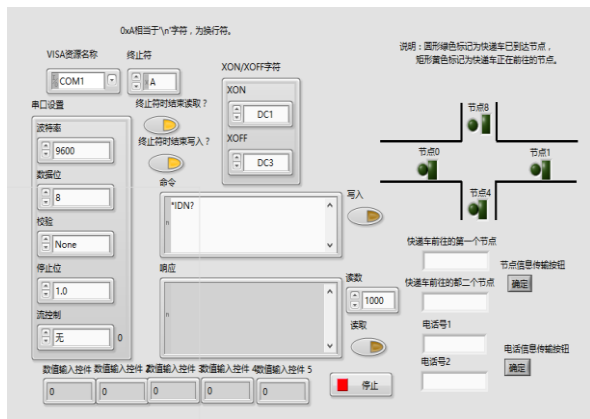 0xA相当于'\n'字符，为换行符。
说明：圆形绿色标记为快递车已到达节点，
矩形黄色标记为快递车正在前往的节点。
VISA资源名称
终止符
COM1
xA
XON/XOFF字符
XON
DC1
XOFF
DC3
串口设置
终止符时结束读取？
终止符时结束写入？
波特率
9600
数据位
8
校验
None
停止位
1.0
流控制
无
0
命令
*IDN?
n
写入
响应
n
读数
1000
读取
节点8
节点0
节点1
节点4
快递车前往的第一个节点
节点信息传输按钮
快递车前往的都二个节点
确定
电话号1
电话信息传输按钮
电话号2
确定
数值输入控件 数值输入控件 2 数值输入控件 3 数值输入控件 4 数值输入控件 5
0 0 0 0 0
停止